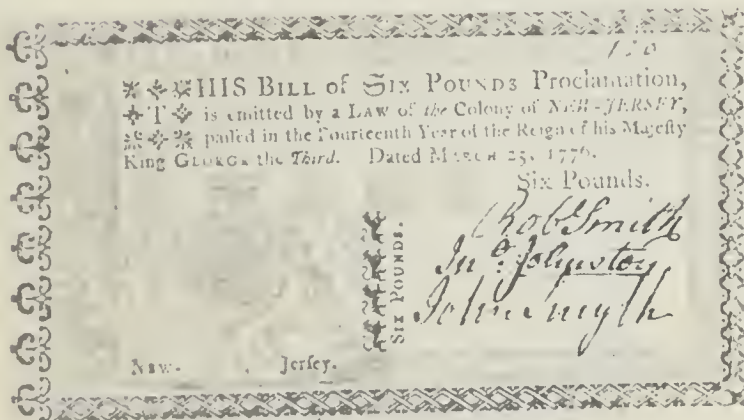 THIS BILL of SIX POUNDS Proclamation,
is emitted by a LAW of the Colony of NEW-JERSEY,
paſſed in the Fourteenth Year of the Reign of his Majeſty
King GEORGE the Third. Dated MARCH 25, 1776.
Six Pounds.
Robt Smith
Jno Johnston
John Smyth
SIX POUNDS.
NEW- Jerſey.